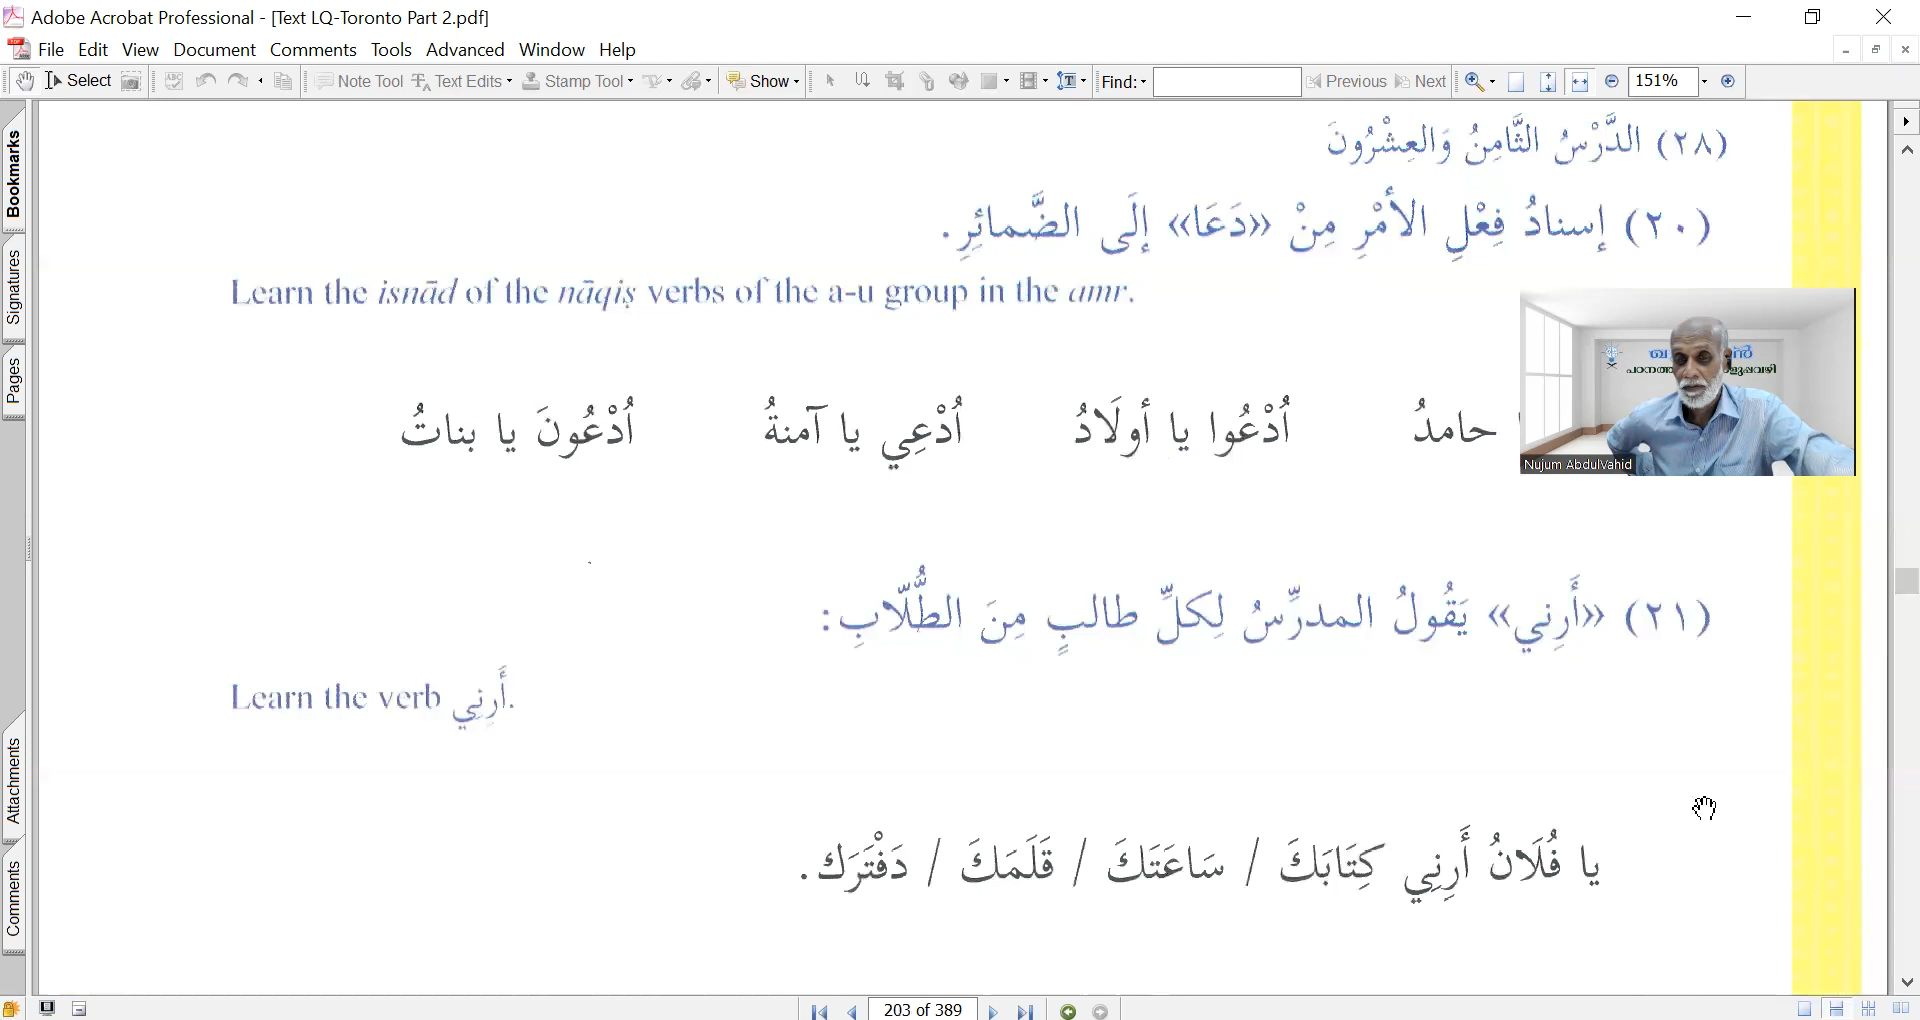 Adobe Acrobat Professional - [Text LQ-Toronto Part 2.pdf]
File Edit View Document Comments Tools Advanced Window Help
Select Note Tool Text Edits Stamp Tool Show Find: Previous Next 151%
Bookmarks
Signatures
Pages
Attachments
Comments
(٢٨) الدَّرْسُ الثَّامِنُ وَالعِشْرُونَ
(٢٠) إسنادُ فِعْلِ الأَمْرِ مِنْ «دَعَا» إلَى الضَّمائِرِ.
Learn the isnād of the nāqiṣ verbs of the a-u group in the amr.
حامدُ اُدْعُوا يا أولَادُ اُدْعِي يا آمنةُ اُدْعُونَ يا بناتُ
Nujum AbdulVahid
(٢١) «أَرِني» يَقُولُ المدرِّسُ لِكلِّ طالبٍ مِنَ الطُّلّابِ:
Learn the verb أَرِنِي.
يا فُلَانُ أَرِنِي كِتَابَكَ / سَاعَتَكَ / قَلَمَكَ / دَفْتَرَك.
203 of 389